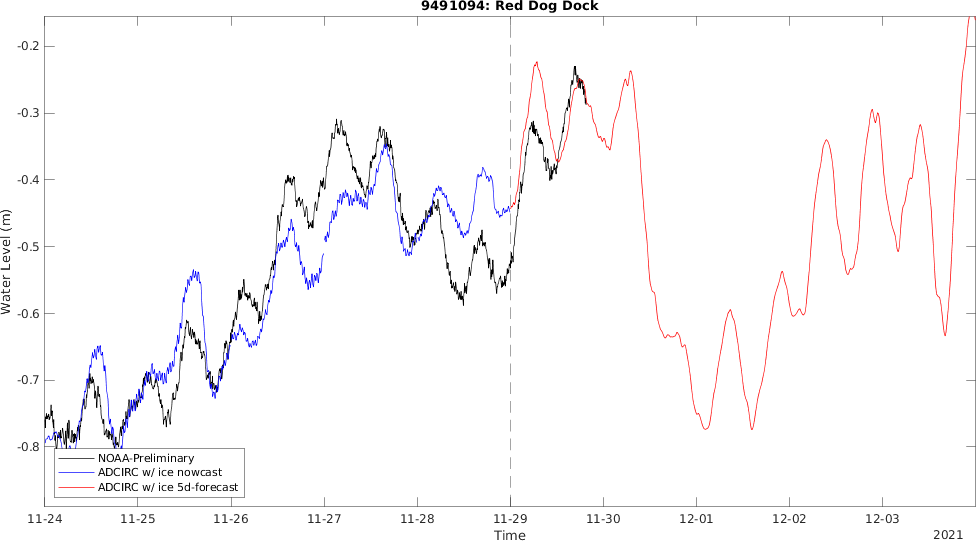 9491094: Red Dog Dock
Water Level (m)
-0.2
-0.3
-0.4
-0.5
-0.6
-0.7
-0.8
NOAA-Preliminary
ADCIRC w/ ice nowcast
ADCIRC w/ ice 5d-forecast
11-24 11-25 11-26 11-27 11-28 11-29 11-30 12-01 12-02 12-03
Time
2021